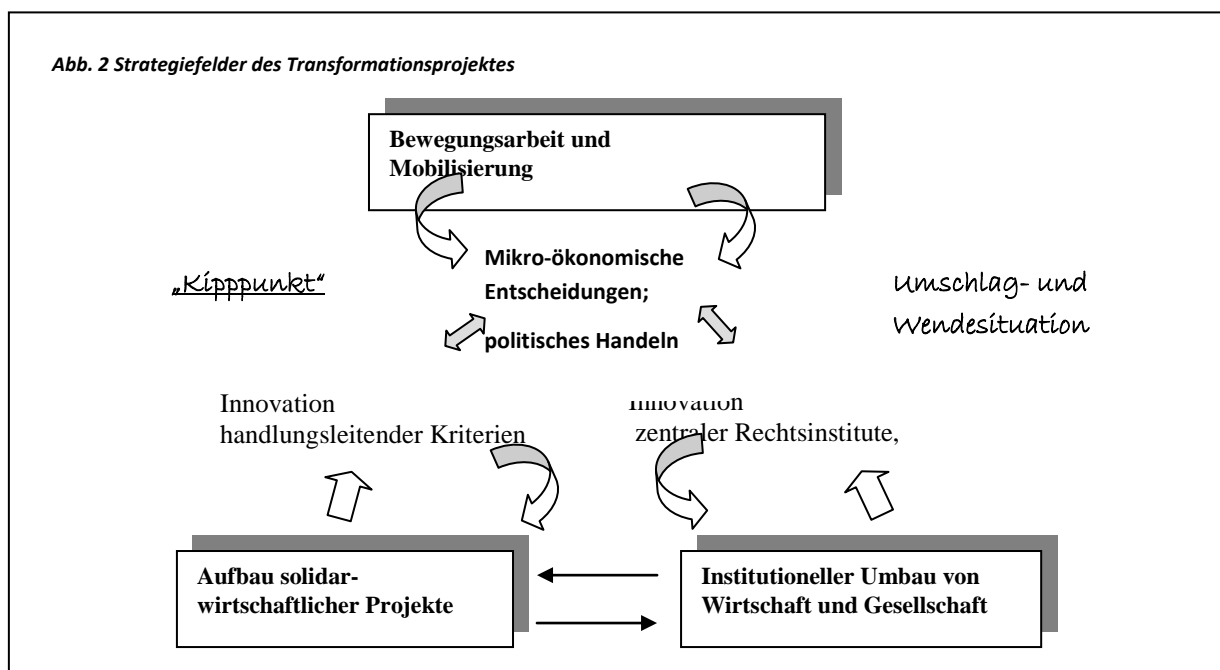 Abb. 2 Strategiefelder des Transformationsprojektes
Bewegungsarbeit und
Mobilisierung
Mikro-ökonomische
Entscheidungen;
politisches Handeln
„Kipppunkt“
Umschlag- und
Wendesituation
Innovation
handlungsleitender Kriterien
Innovation
zentraler Rechtsinstitute,
Aufbau solidar-
wirtschaftlicher Projekte
Institutioneller Umbau von
Wirtschaft und Gesellschaft